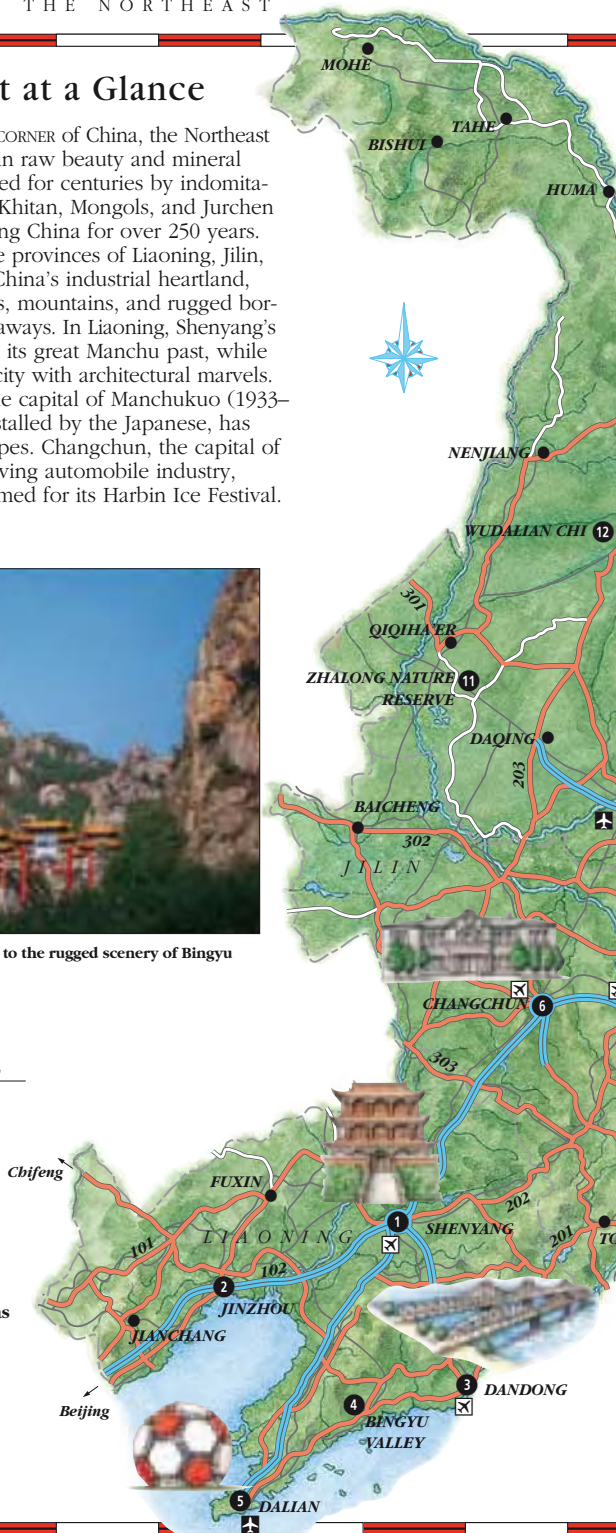 THE NORTHEAST
t at a Glance
CORNER of China, the Northeast
in raw beauty and mineral
ed for centuries by indomita-
Khitan, Mongols, and Jurchen
ng China for over 250 years.
e provinces of Liaoning, Jilin,
China's industrial heartland,
s, mountains, and rugged bor-
aways. In Liaoning, Shenyang's
its great Manchu past, while
city with architectural marvels.
e capital of Manchukuo (1933–
stalled by the Japanese, has
pes. Changchun, the capital of
ving automobile industry,
med for its Harbin Ice Festival.
to the rugged scenery of Bingyu
MOHE
TAHE
BISHUI
HUMA
NENJIANG
WUDALIAN CHI 12
301
QIQIHA'ER
ZHALONG NATURE 11
RESERVE
DAQING
203
BAICHENG
302
JILIN
CHANGCHUN 6
303
Chifeng
FUXIN
202
LIAONING
1 SHENYANG
201
TO
101
102
2
JINZHOU
as
JIANCHANG
3 DANDONG
Beijing
4
BINGYU
VALLEY
5 DALIAN